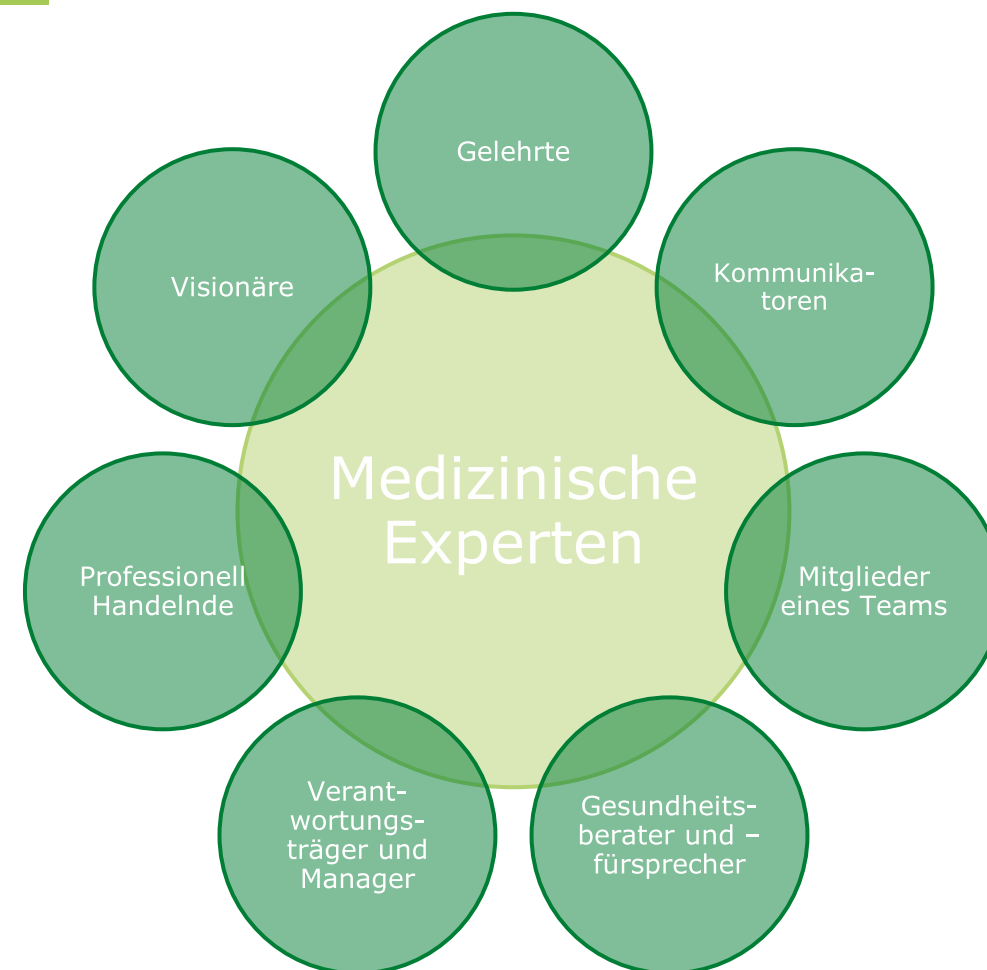 Gelehrte
Kommunika-
toren
Mitglieder
eines Teams
Gesundheits-
berater und –
fürsprecher
Verant-
wortungs-
träger und
Manager
Professionell
Handelnde
Visionäre
Medizinische
Experten